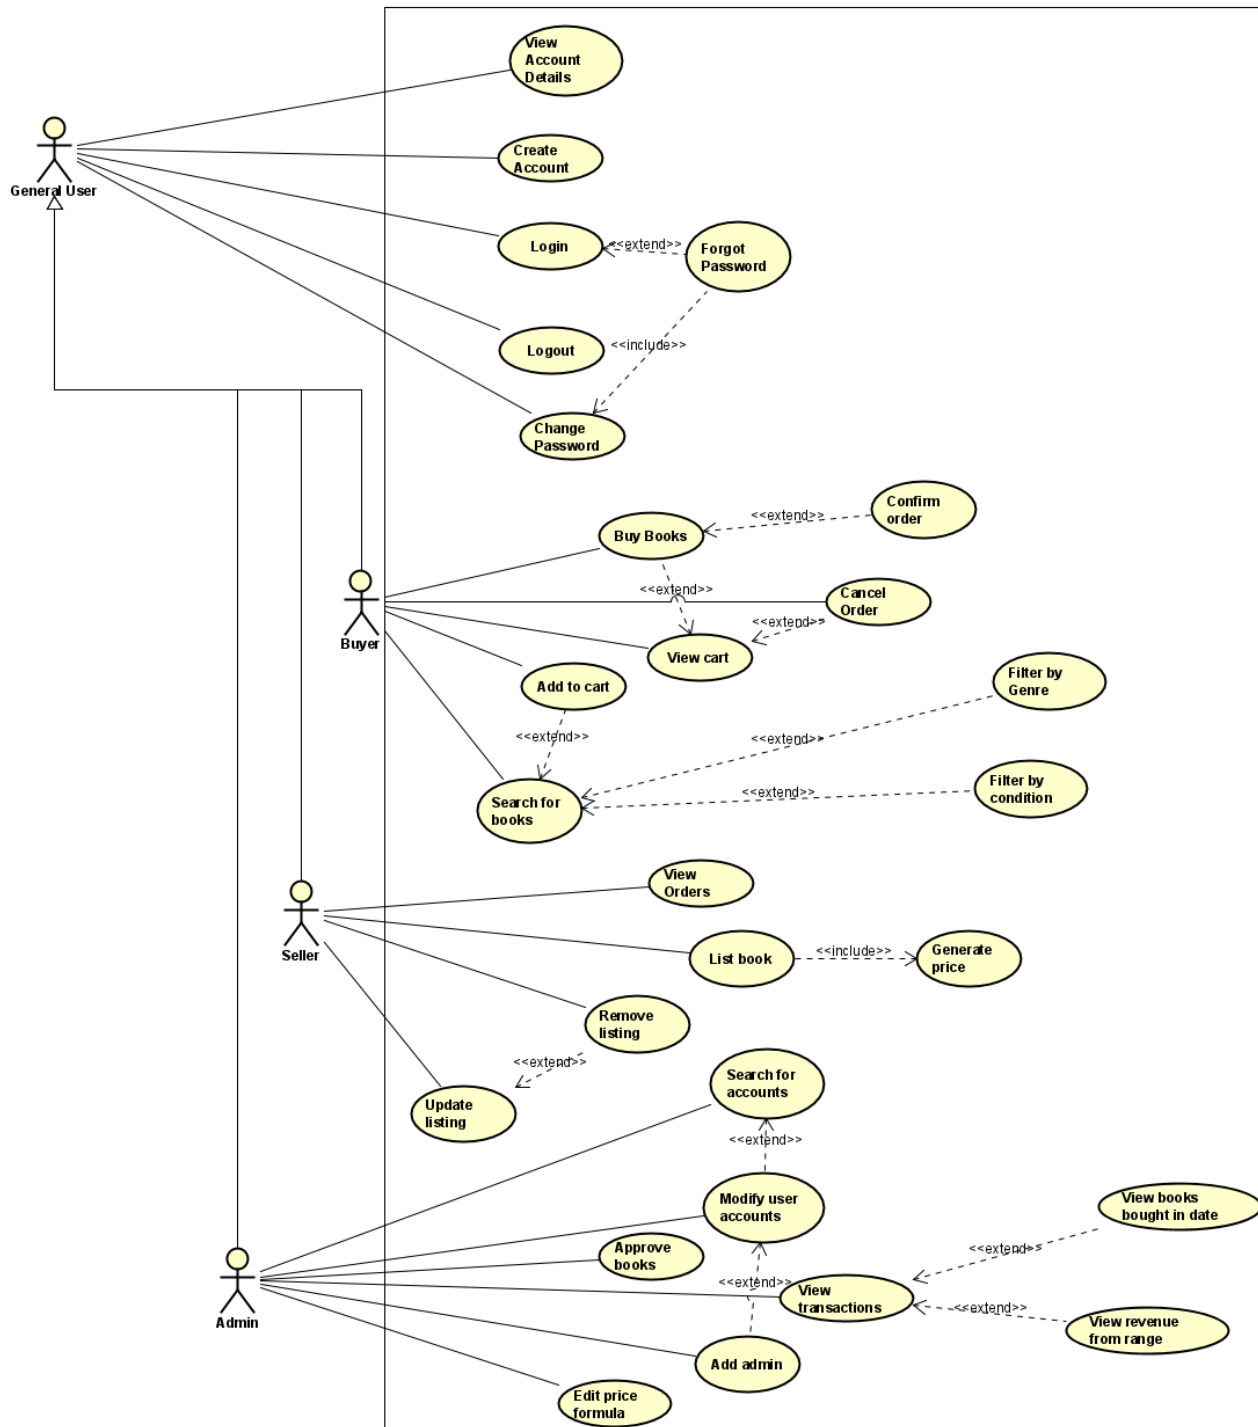 View
Account
Details
General User
Create
Account
Login
<<extend>>
Forgot
Password
Logout
<<include>>
Change
Password
Buy Books
<<extend>>
Confirm
order
Buyer
<<extend>>
Cancel
Order
<<extend>>
View cart
Add to cart
Filter by
Genre
<<extend>>
<<extend>>
Search for
books
<<extend>>
Filter by
condition
View
Orders
Seller
List book
<<include>>
Generate
price
Remove
listing
<<extend>>
Update
listing
Search for
accounts
<<extend>>
Modify user
accounts
View books
bought in date
Approve
books
<<extend>>
<<extend>>
View
transactions
<<extend>>
View revenue
from range
Admin
Add admin
Edit price
formula